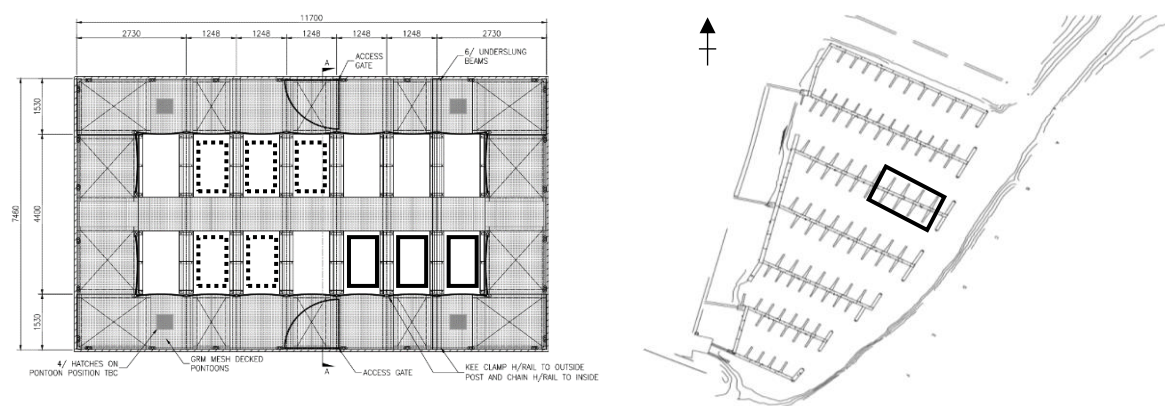 11700
2730
1248
1248
1248
1248
1248
2730
A
ACCESS
GATE
6/ UNDERSLUNG
BEAMS
1530
4400
1530
7460
4/ HATCHES ON
PONTOON POSITION TBC
GRM MESH DECKED
PONTOONS
A
ACCESS GATE
KEE CLAMP H/RAIL TO OUTSIDE
POST AND CHAIN H/RAIL TO INSIDE